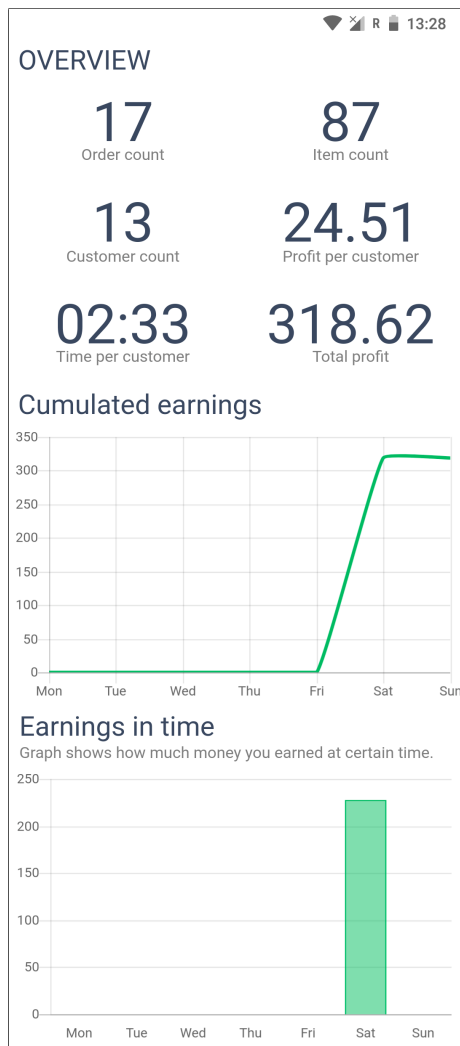 R 13:28
OVERVIEW
17 87
Order count Item count
13 24.51
Customer count Profit per customer
02:33 318.62
Time per customer Total profit
Cumulated earnings
350
300
250
200
150
100
50
0
Mon Tue Wed Thu Fri Sat Sun
Earnings in time
Graph shows how much money you earned at certain time.
250
200
150
100
50
0
Mon Tue Wed Thu Fri Sat Sun